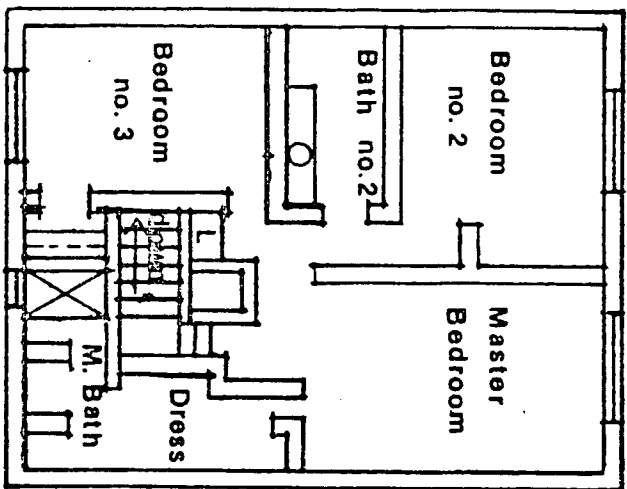 Bedroom
no. 2
Bath no.2
Bedroom
no. 3
Master
Bedroom
Dress
M. Bath
L